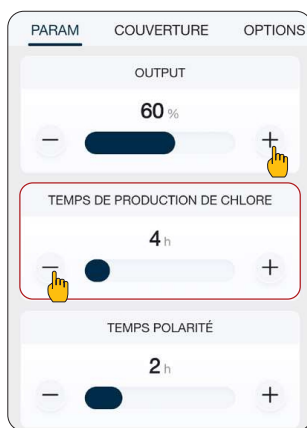 PARAM COUVERTURE OPTIONS
OUTPUT
60 %
TEMPS DE PRODUCTION DE CHLORE
4 h
TEMPS POLARITÉ
2 h